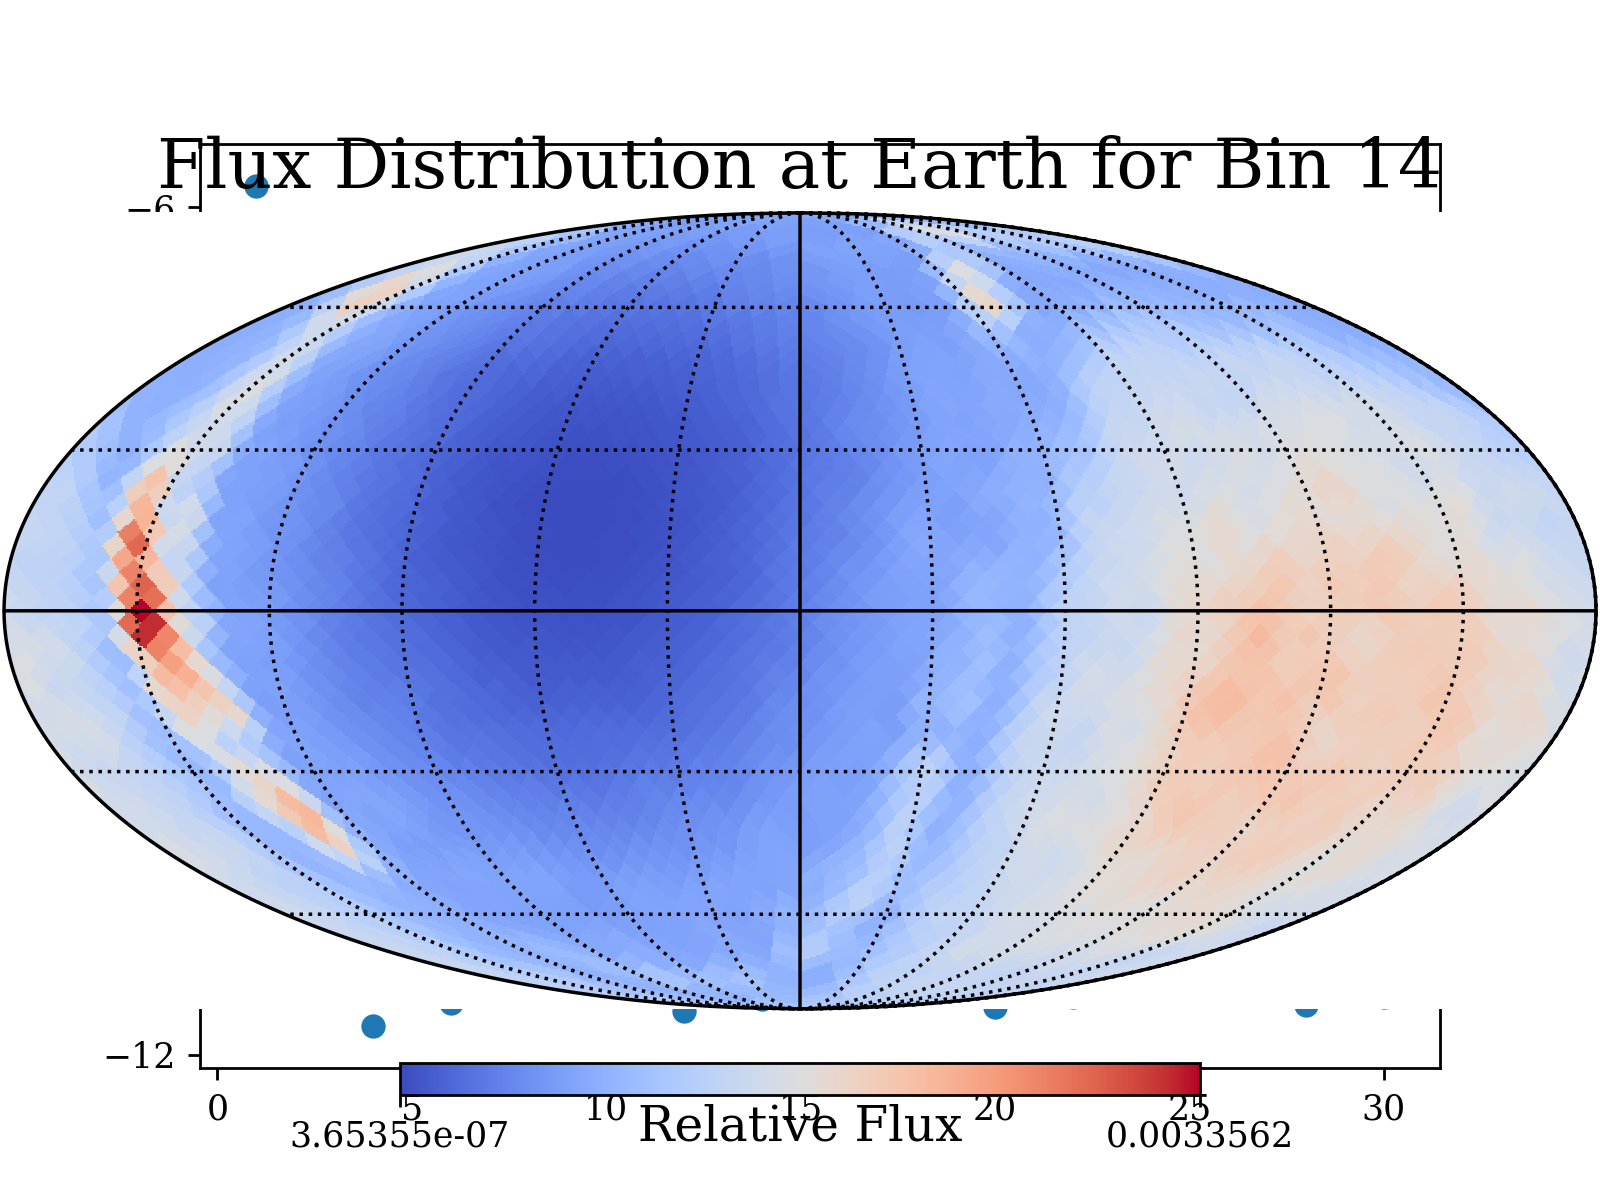 Flux Distribution at Earth for Bin 14
−6
−12
0 5 10 15 20 25 30
3.65355e-07 Relative Flux 0.0033562